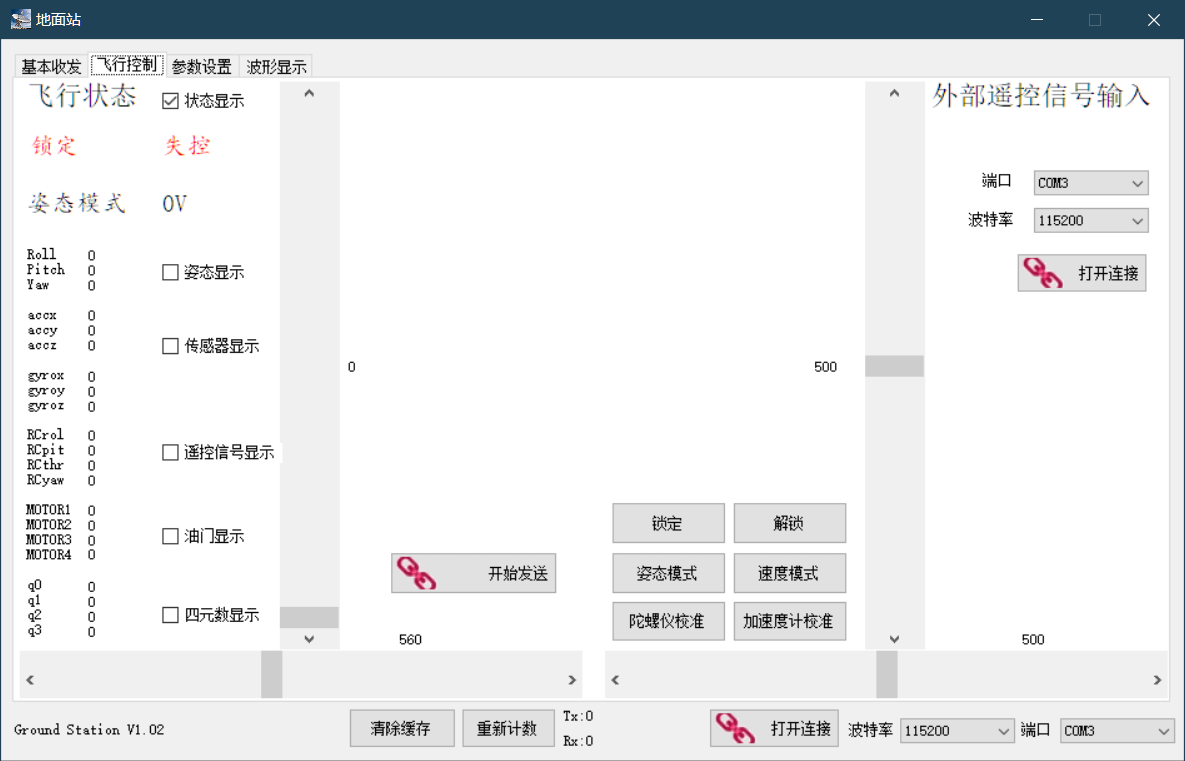 地面站
基本收发 飞行控制 参数设置 波形显示
飞行状态 状态显示
锁定 失控
姿态模式 0V
Roll 0
Pitch 0
Yaw 0
姿态显示
accx 0
accy 0
accz 0
传感器显示
gyrox 0
gyroy 0
gyroz 0
RCrol 0
RCpit 0
RCthr 0
RCyaw 0
遥控信号显示
MOTOR1 0
MOTOR2 0
MOTOR3 0
MOTOR4 0
油门显示
q0 0
q1 0
q2 0
q3 0
四元数显示
0
500
开始发送
560
锁定 解锁
姿态模式 速度模式
陀螺仪校准 加速度计校准
外部遥控信号输入
端口 COM3
波特率 115200
打开连接
500
Ground Station V1.02
清除缓存 重新计数
Tx:0
Rx:0
打开连接 波特率 115200 端口 COM3